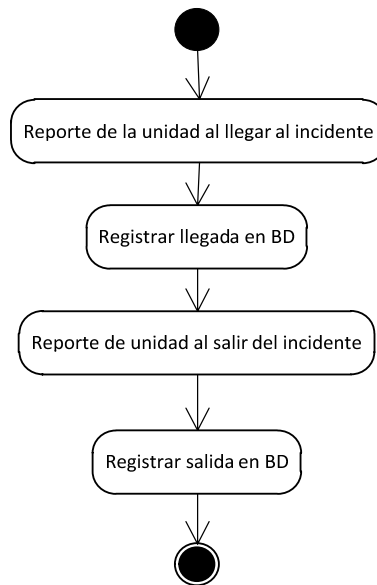 Reporte de la unidad al llegar al incidente
Registrar llegada en BD
Reporte de unidad al salir del incidente
Registrar salida en BD